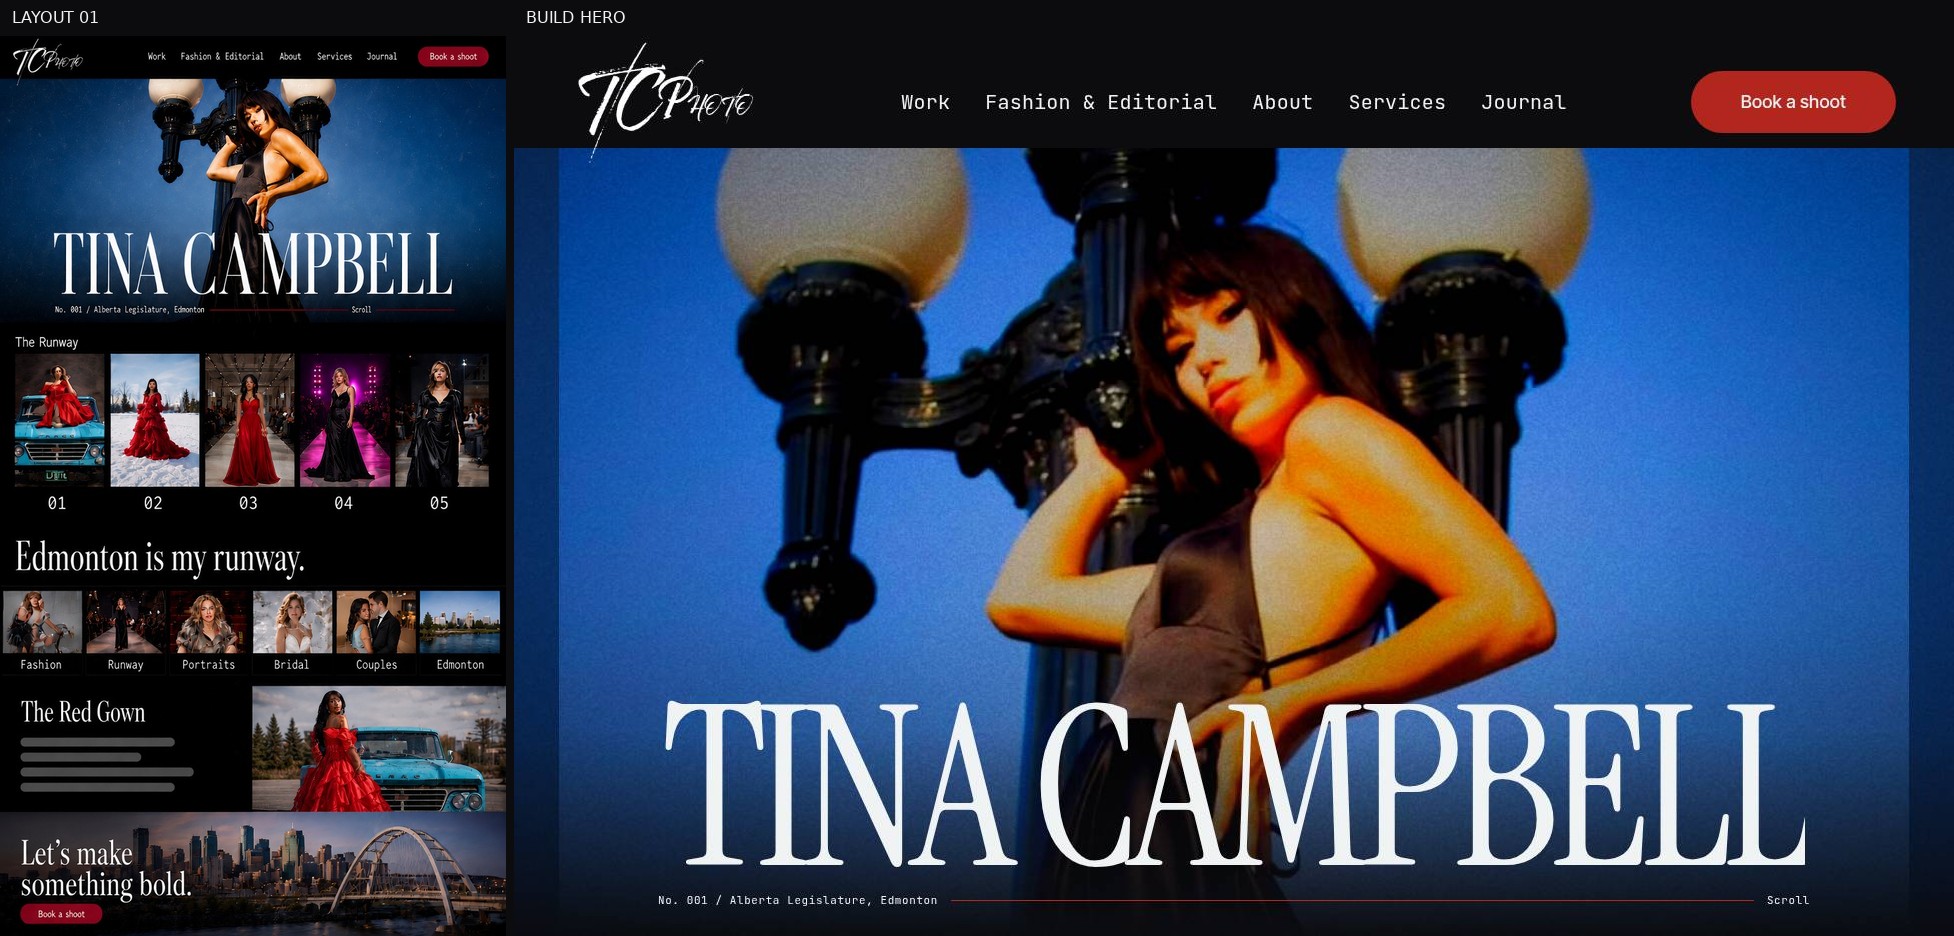 LAYOUT 01
TCPHOTO
Work Fashion & Editorial About Services Journal Book a shoot
TINA CAMPBELL
No. 001 / Alberta Legislature, Edmonton Scroll
The Runway
01 02 03 04 05
Edmonton is my runway.
Fashion Runway Portraits Bridal Couples Edmonton
The Red Gown
Let's make
something bold.
Book a shoot
BUILD HERO
TCPHOTO
Work Fashion & Editorial About Services Journal Book a shoot
TINA CAMPBELL
No. 001 / Alberta Legislature, Edmonton Scroll